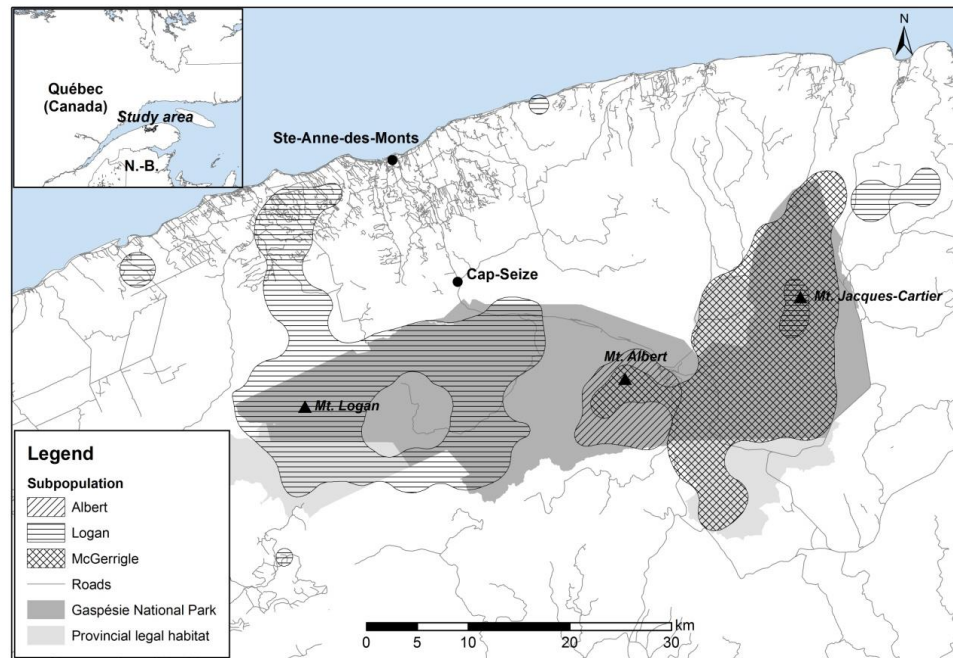 Québec
(Canada)
Study area
N.-B.
N
Ste-Anne-des-Monts
Cap-Seize
Mt. Jacques-Cartier
Mt. Albert
Mt. Logan
Legend
Subpopulation
Albert
Logan
McGerrigle
Roads
Gaspésie National Park
Provincial legal habitat
km
0 5 10 20 30